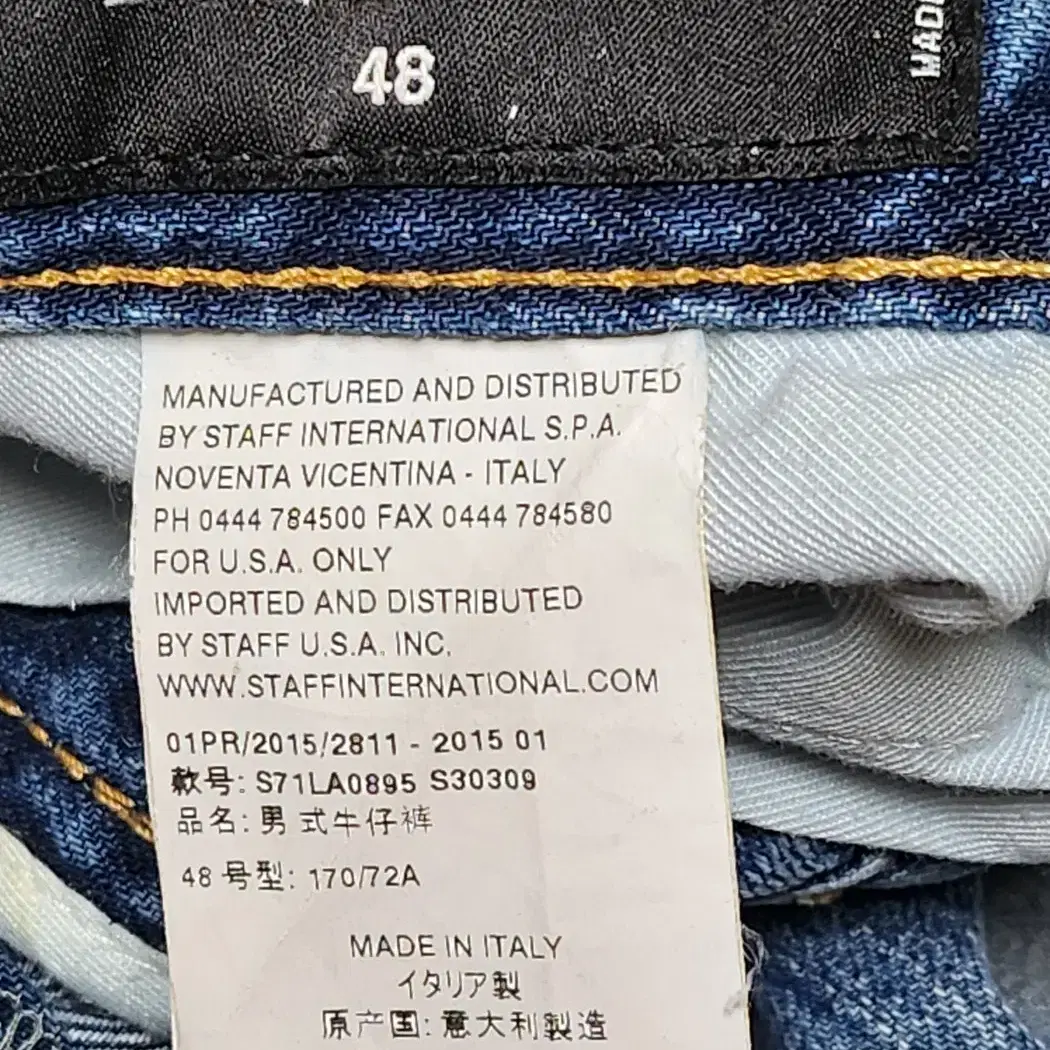 48
MANUFACTURED AND DISTRIBUTED
BY STAFF INTERNATIONAL S.P.A.
NOVENTA VICENTINA - ITALY
PH 0444 784500 FAX 0444 784580
FOR U.S.A. ONLY
IMPORTED AND DISTRIBUTED
BY STAFF U.S.A. INC.
WWW.STAFFINTERNATIONAL.COM
01PR/2015/2811 - 2015 01
款号: S71LA0895 S30309
品名: 男式牛仔裤
48 号型: 170/72A
MADE IN ITALY
イタリア製
原产国: 意大利製造